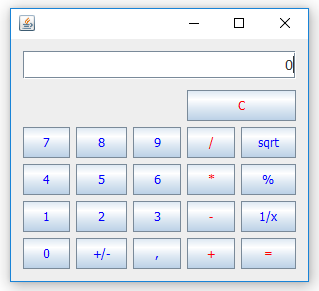 0
C
7 8 9 / sqrt
4 5 6 * %
1 2 3 - 1/x
0 +/- , + =